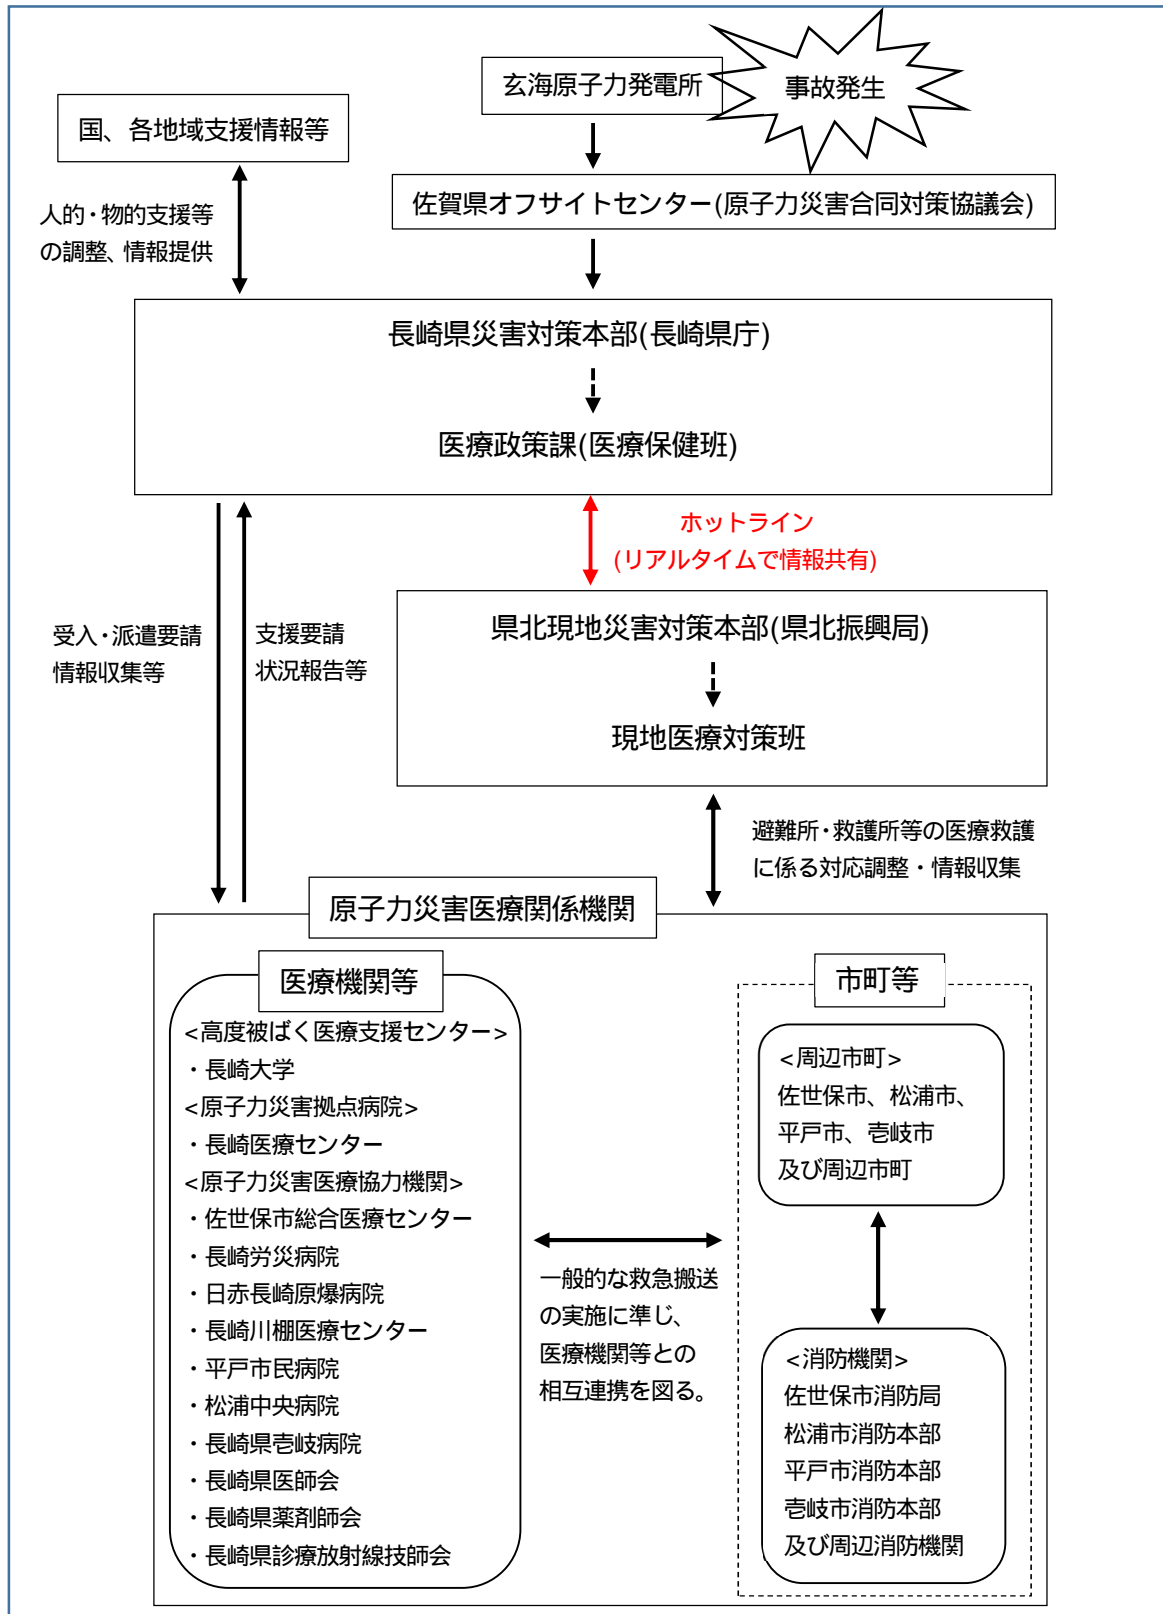 玄海原子力発電所
事故発生
国、各地域支援情報等
佐賀県オフサイトセンター(原子力災害合同対策協議会)
人的・物的支援等
の調整、情報提供
長崎県災害対策本部(長崎県庁)
医療政策課(医療保健班)
ホットライン
(リアルタイムで情報共有)
受入・派遣要請
情報収集等
支援要請
状況報告等
県北現地災害対策本部(県北振興局)
現地医療対策班
避難所・救護所等の医療救護
に係る対応調整・情報収集
原子力災害医療関係機関
医療機関等
<高度被ばく医療支援センター>
・長崎大学
<原子力災害拠点病院>
・長崎医療センター
<原子力災害医療協力機関>
・佐世保市総合医療センター
・長崎労災病院
・日赤長崎原爆病院
・長崎川棚医療センター
・平戸市民病院
・松浦中央病院
・長崎県壱岐病院
・長崎県医師会
・長崎県薬剤師会
・長崎県診療放射線技師会
一般的な救急搬送
の実施に準じ、
医療機関等との
相互連携を図る。
市町等
<周辺市町>
佐世保市、松浦市、
平戸市、壱岐市
及び周辺市町
<消防機関>
佐世保市消防局
松浦市消防本部
平戸市消防本部
壱岐市消防本部
及び周辺消防機関